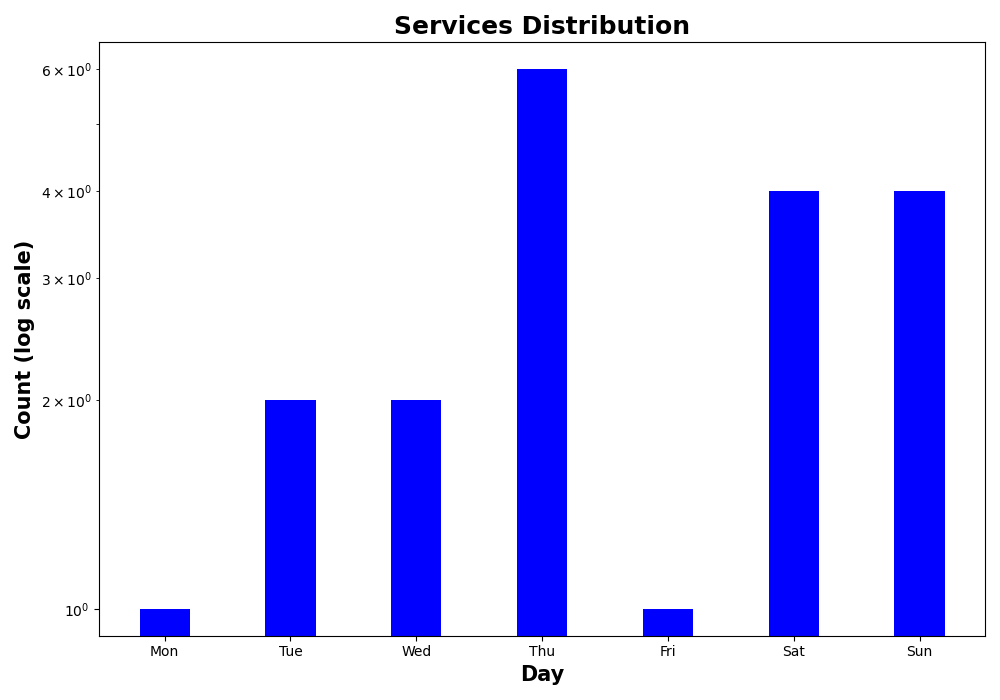 Services Distribution
Count (log scale)
6 × 10⁰
4 × 10⁰
3 × 10⁰
2 × 10⁰
10⁰
Mon Tue Wed Thu Fri Sat Sun
Day